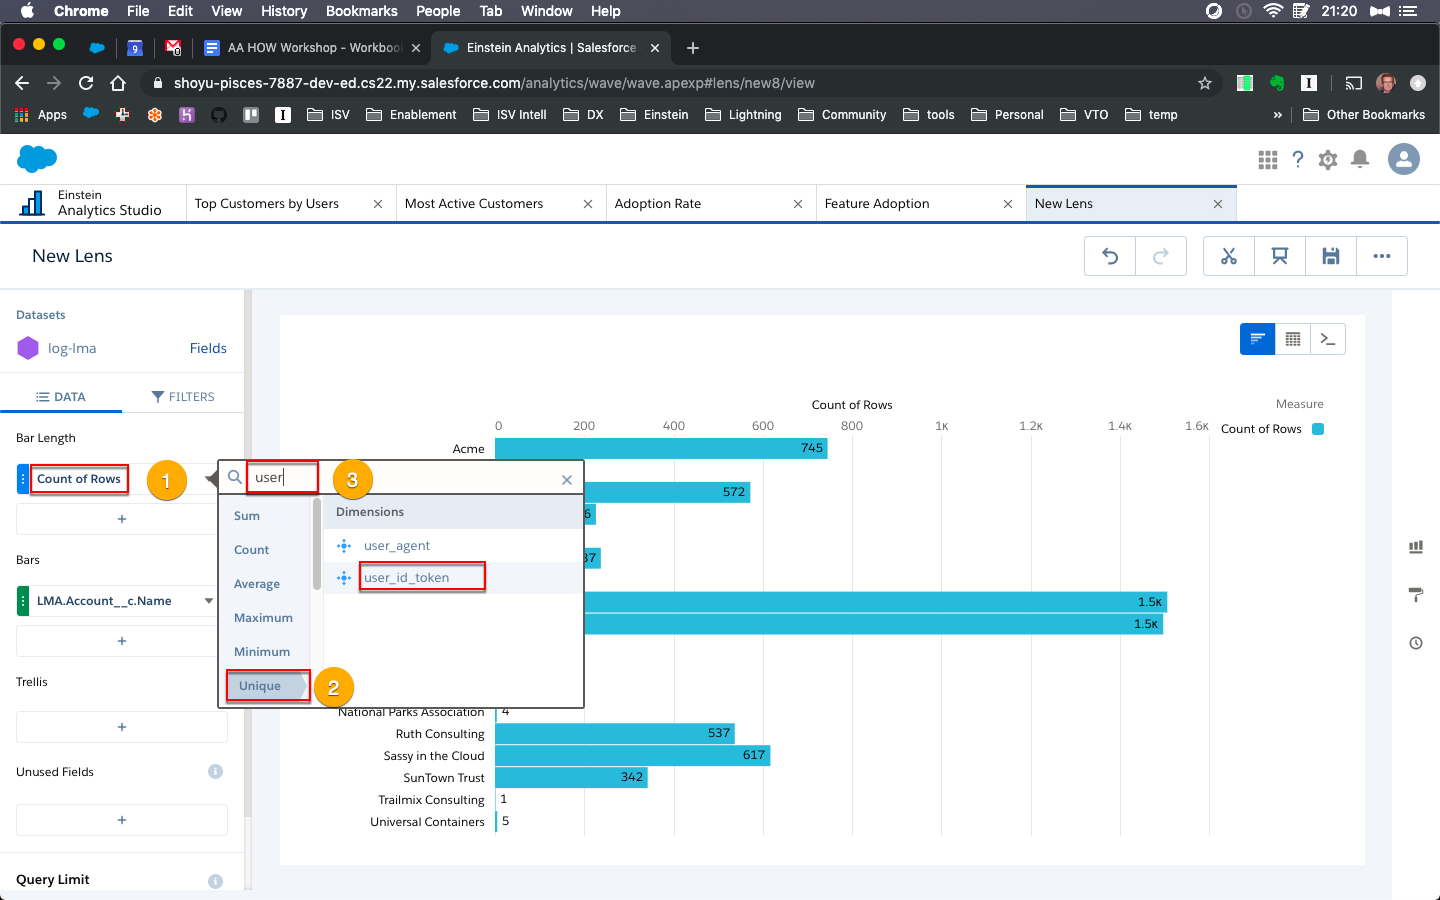 Chrome File Edit View History Bookmarks People Tab Window Help 21:20
9 0 AA HOW Workshop - Workboo Einstein Analytics | Salesforce
shoyu-pisces-7887-dev-ed.cs22.my.salesforce.com/analytics/wave/wave.apexp#lens/new8/view
Apps ISV Enablement ISV Intell DX Einstein Lightning Community tools Personal VTO temp » Other Bookmarks
Einstein
Analytics Studio
Top Customers by Users Most Active Customers Adoption Rate Feature Adoption New Lens
New Lens
Datasets
log-lma Fields
DATA FILTERS
Bar Length
Count of Rows 1
+
Bars
LMA.Account__c.Name
+
Trellis
+
Unused Fields
+
Query Limit
user 3
Sum
Count
Average
Maximum
Minimum
Unique 2
Dimensions
user_agent
user_id_token
Count of Rows
0 200 400 600 800 1K 1.2K 1.4K 1.6K
Measure
Count of Rows
Acme 745
572
6
37
1.5K
1.5K
National Parks Association 4
Ruth Consulting 537
Sassy in the Cloud 617
SunTown Trust 342
Trailmix Consulting 1
Universal Containers 5